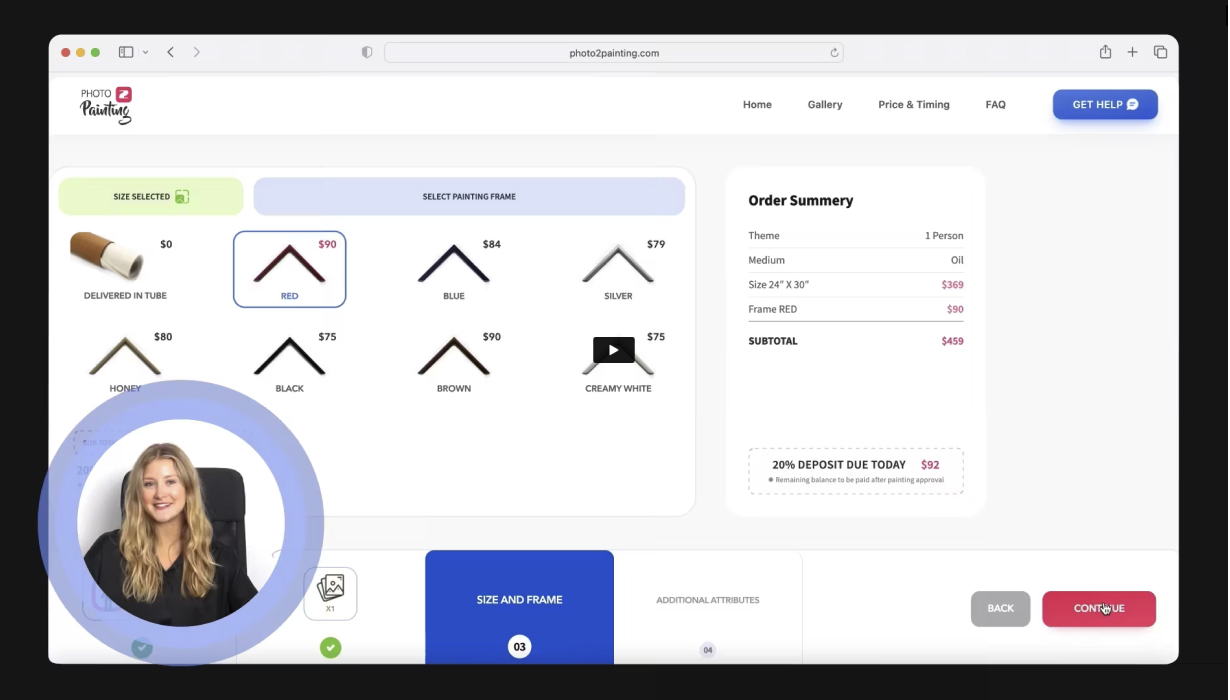 photo2painting.com
PHOTO 2
Painting
Home Gallery Price & Timing FAQ
GET HELP
SIZE SELECTED
SELECT PAINTING FRAME
$0
DELIVERED IN TUBE
$90
RED
$84
BLUE
$79
SILVER
$80
HONEY
$75
BLACK
$90
BROWN
$75
CREAMY WHITE
20
Order Summery
Theme 1 Person
Medium Oil
Size 24" X 30" $369
Frame RED $90
SUBTOTAL $459
20% DEPOSIT DUE TODAY $92
Remaining balance to be paid after painting approval
X1
SIZE AND FRAME
03
ADDITIONAL ATTRIBUTES
04
BACK
CONTINUE